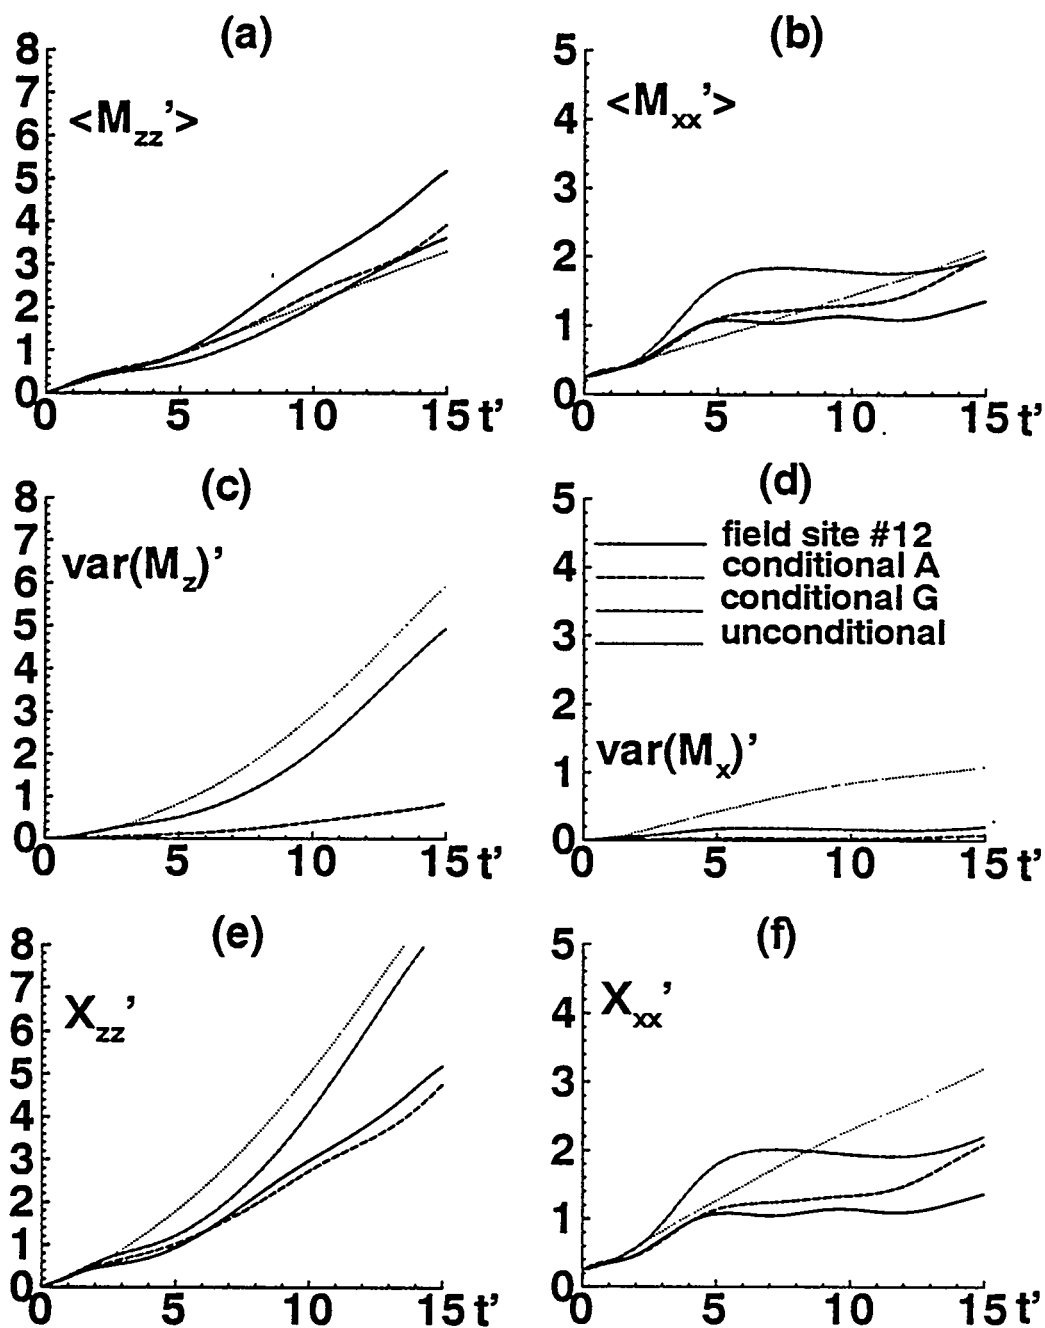 (a)
8
7
6
5
4
3
2
1
0
<M_zz'>
0 5 10 15 t'
(b)
5
4
3
2
1
0
<M_xx'>
0 5 10 15 t'
(c)
8
7
6
5
4
3
2
1
0
var(M_z)'
0 5 10 15 t'
(d)
5
4
3
2
1
0
field site #12
conditional A
conditional G
unconditional
var(M_x)'
0 5 10 15 t'
(e)
8
7
6
5
4
3
2
1
0
X_zz'
0 5 10 15 t'
(f)
5
4
3
2
1
0
X_xx'
0 5 10 15 t'